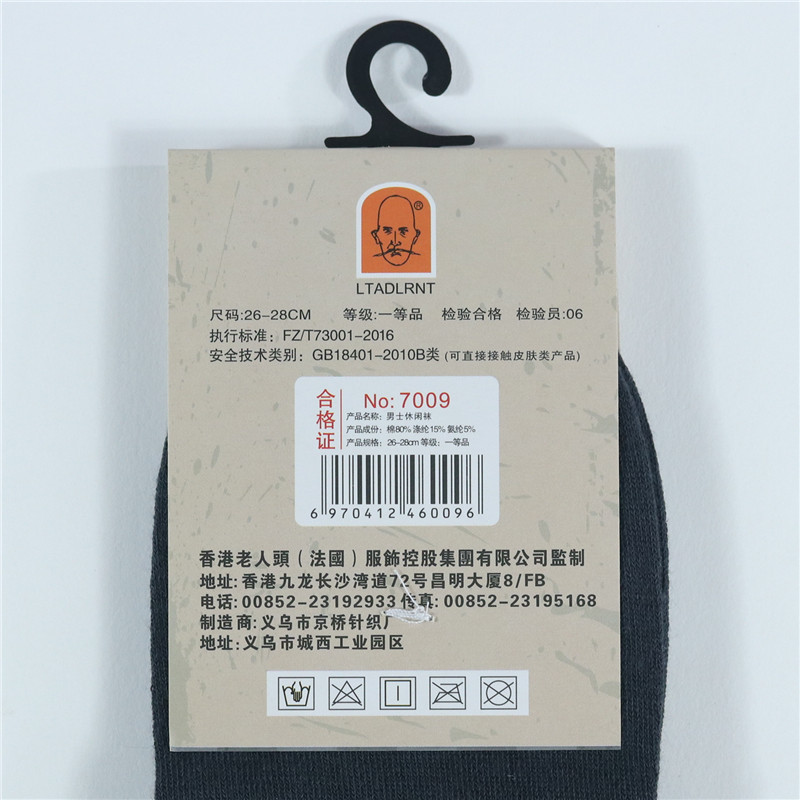 ®
LTADLRNT
尺码:26-28CM 等级:一等品 检验合格 检验员:06
执行标准: FZ/T73001-2016
安全技术类别: GB18401-2010B类 (可直接接触皮肤类产品)
合格证
No: 7009
产品名称: 男士休闲袜
产品成份: 棉80% 涤纶15% 氨纶5%
产品规格: 26-28cm 等级: 一等品
6 970412 460096
香港老人頭（法國）服飾控股集團有限公司監制
地址:香港九龙长沙湾道72号昌明大厦8/FB
电话: 00852-23192933 传真: 00852-23195168
制造商:义乌市京桥针织厂
地址:义乌市城西工业园区